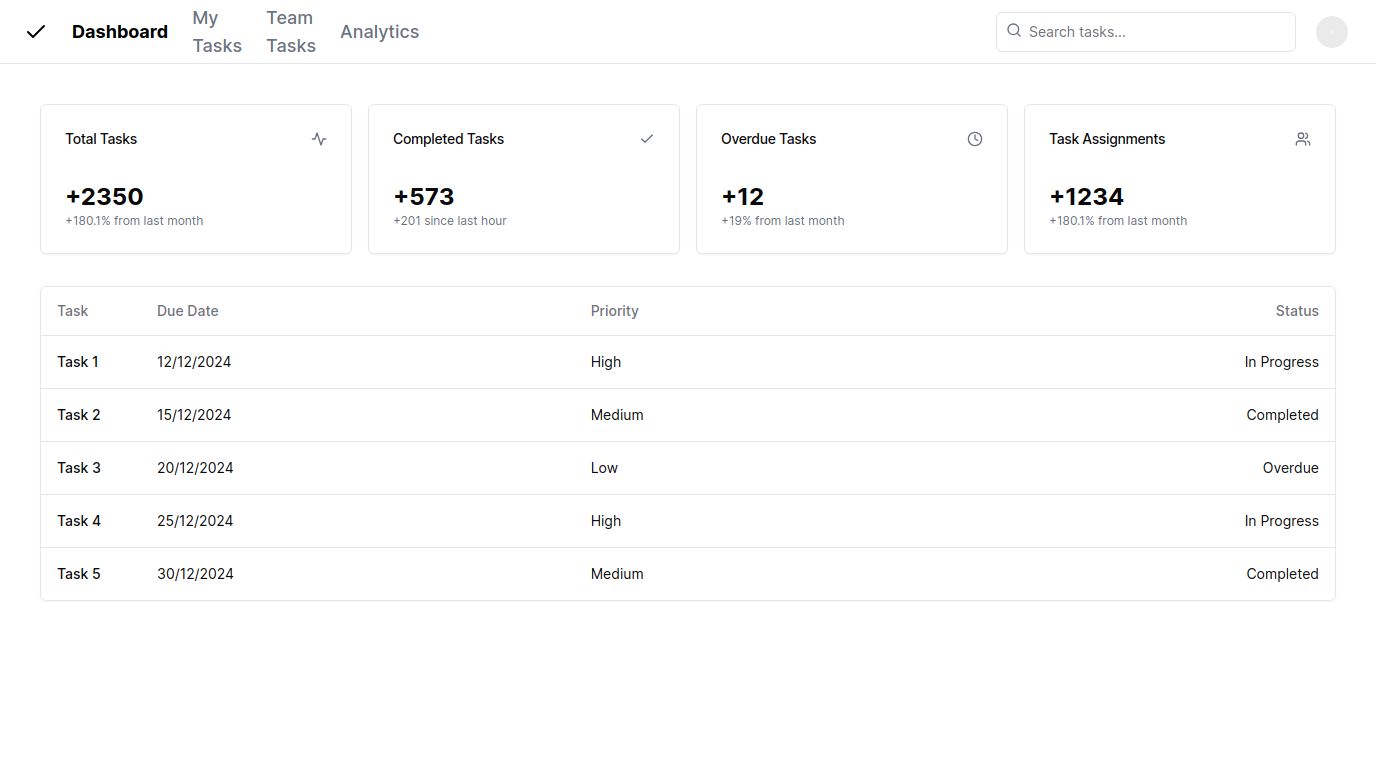 Dashboard
My
Tasks
Team
Tasks
Analytics
Search tasks...
Total Tasks
+2350
+180.1% from last month
Completed Tasks
+573
+201 since last hour
Overdue Tasks
+12
+19% from last month
Task Assignments
+1234
+180.1% from last month
Task Due Date Priority Status
Task 1 12/12/2024 High In Progress
Task 2 15/12/2024 Medium Completed
Task 3 20/12/2024 Low Overdue
Task 4 25/12/2024 High In Progress
Task 5 30/12/2024 Medium Completed